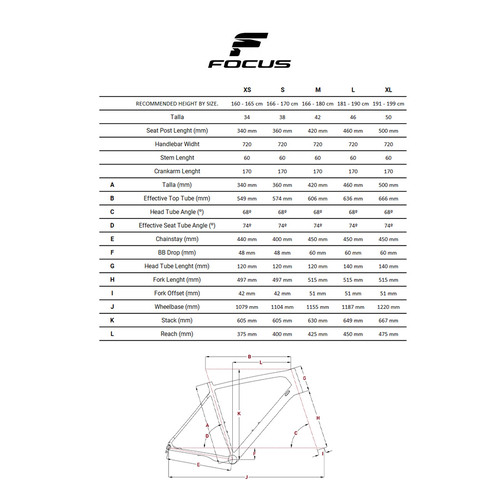 FOCUS
XS S M L XL
RECOMMENDED HEIGHT BY SIZE. 160 - 165 cm 166 - 170 cm 166 - 180 cm 181 - 190 cm 191 - 199 cm
Talla 34 38 42 46 50
Seat Post Lenght (mm) 340 mm 360 mm 420 mm 460 mm 500 mm
Handlebar Widht 720 720 720 720 720
Stem Lenght 60 60 60 60 60
Crankarm Lenght 170 170 170 170 170
A Talla (mm) 340 mm 360 mm 420 mm 460 mm 500 mm
B Effective Top Tube (mm) 549 mm 574 mm 606 mm 636 mm 666 mm
C Head Tube Angle (º) 68º 68º 68º 68º 68º
D Effective Seat Tube Angle (º) 74º 74º 74º 74º 74º
E Chainstay (mm) 440 mm 400 mm 450 mm 450 mm 450 mm
F BB Drop (mm) 48 mm 60 mm 60 mm 60 mm 60 mm
G Head Tube Lenght (mm) 120 mm 120 mm 120 mm 140 mm 140 mm
H Fork Lenght (mm) 497 mm 497 mm 515 mm 515 mm 515 mm
I Fork Offset (mm) 42 mm 42 mm 51 mm 51 mm 51 mm
J Wheelbase (mm) 1079 mm 1104 mm 1155 mm 1187 mm 1220 mm
K Stack (mm) 605 mm 605 mm 630 mm 649 mm 667 mm
L Reach (mm) 375 mm 400 mm 425 mm 450 mm 475 mm
B
L
G
K
A
H
D
C
F
I
E
J